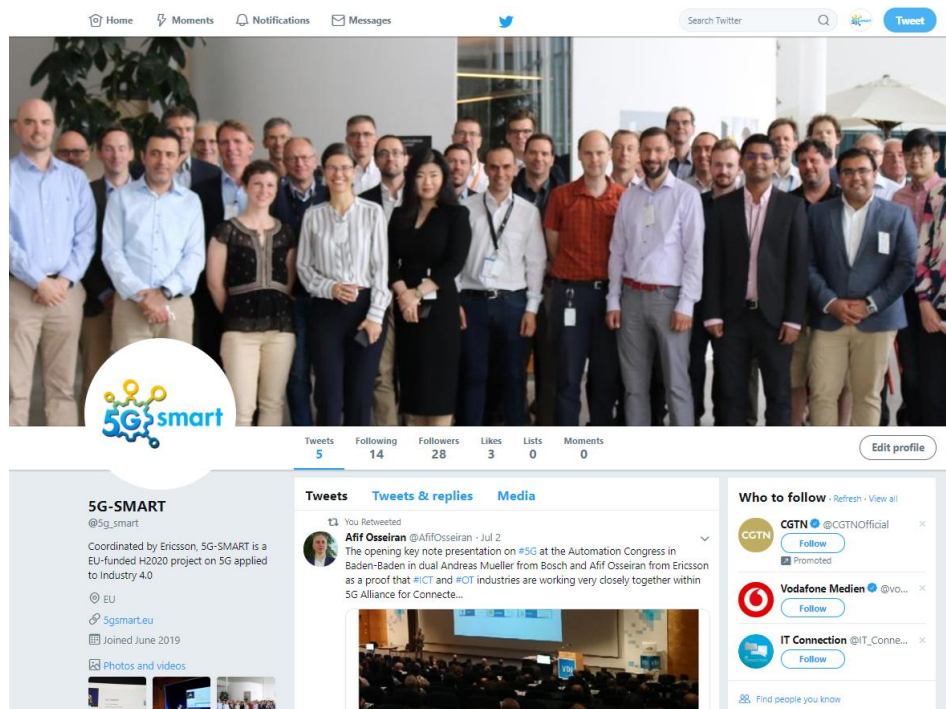 Home Moments Notifications Messages Search Twitter Tweet
5G smart
Tweets Following Followers Likes Lists Moments
5 14 28 3 0 0
Edit profile
5G-SMART
@5g_smart
Coordinated by Ericsson, 5G-SMART is a
EU-funded H2020 project on 5G applied
to Industry 4.0
EU
5gsmart.eu
Joined June 2019
Photos and videos
Tweets Tweets & replies Media
You Retweeted
Afif Osseiran @AfifOsseiran · Jul 2
The opening key note presentation on #5G at the Automation Congress in
Baden-Baden in dual Andreas Mueller from Bosch and Afif Osseiran from Ericsson
as a proof that #ICT and #OT industries are working very closely together within
5G Alliance for Connecte...
Who to follow · Refresh · View all
CGTN
CGTN @CGTNOfficial
Follow
Promoted
Vodafone Medien @vo...
Follow
IT Connection @IT_Conne...
Follow
Find people you know